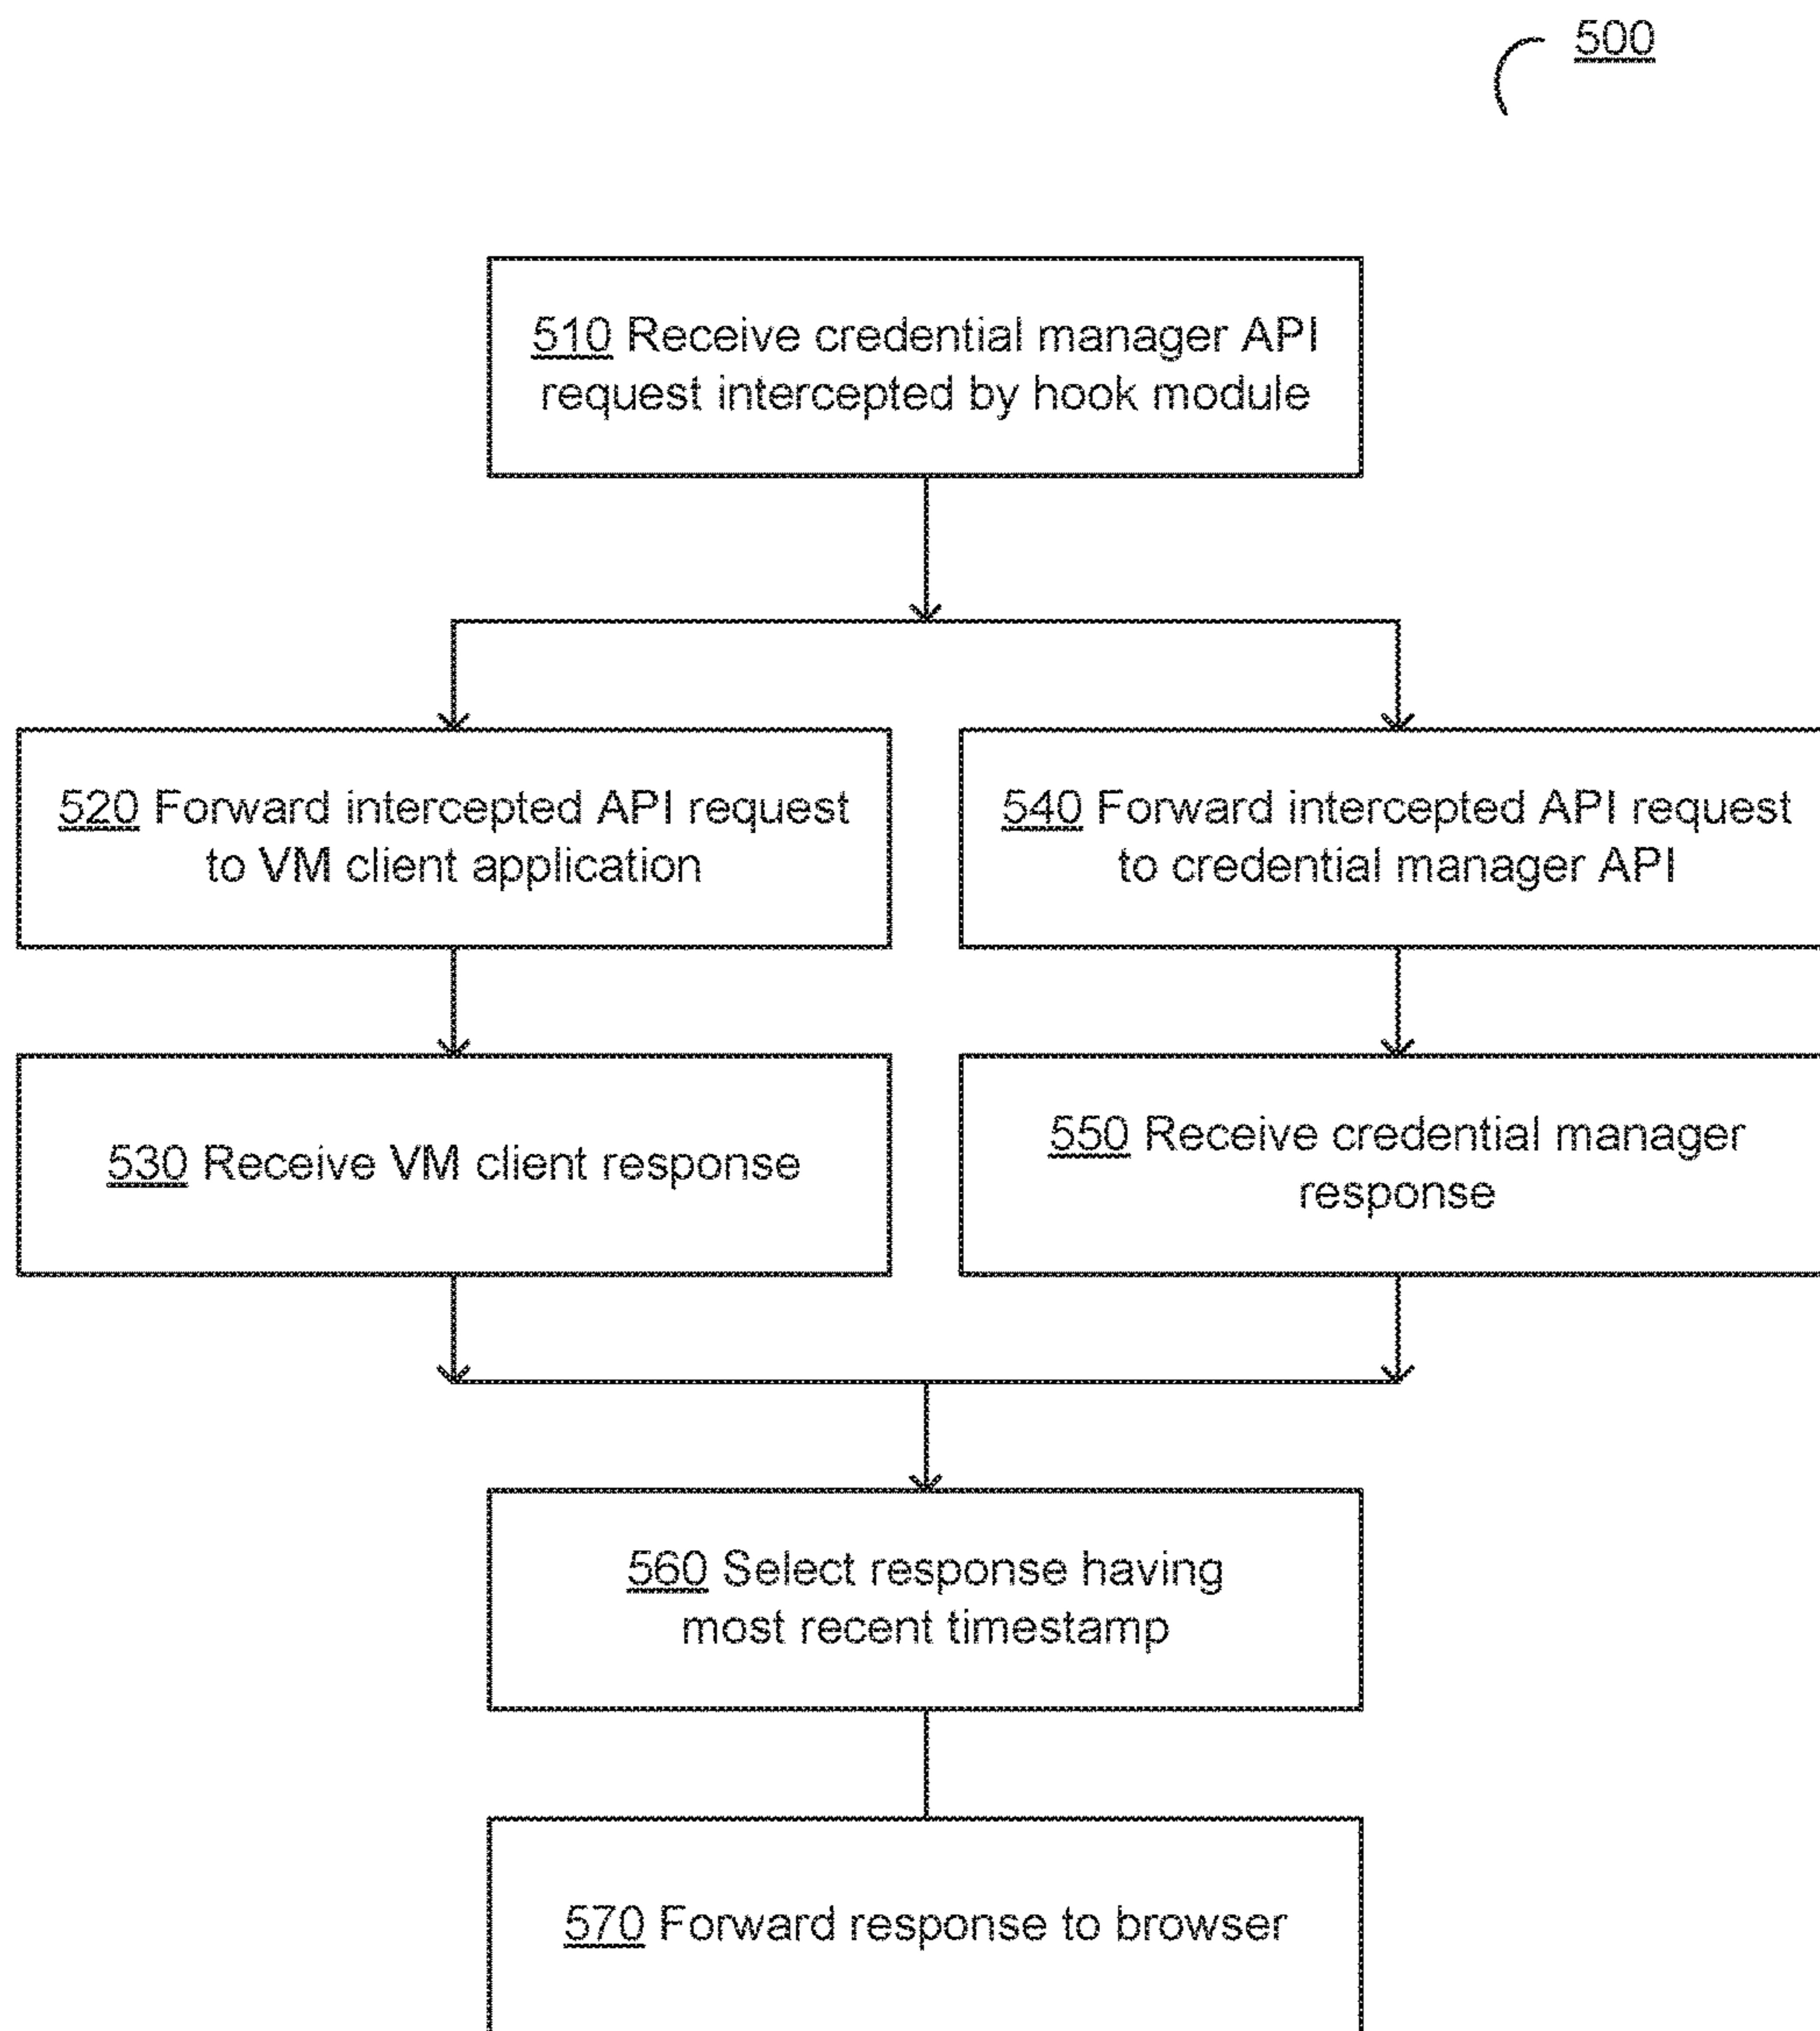 500
510 Receive credential manager API
request intercepted by hook module
520 Forward intercepted API request
to VM client application
540 Forward intercepted API request
to credential manager API
530 Receive VM client response
550 Receive credential manager
response
560 Select response having
most recent timestamp
570 Forward response to browser